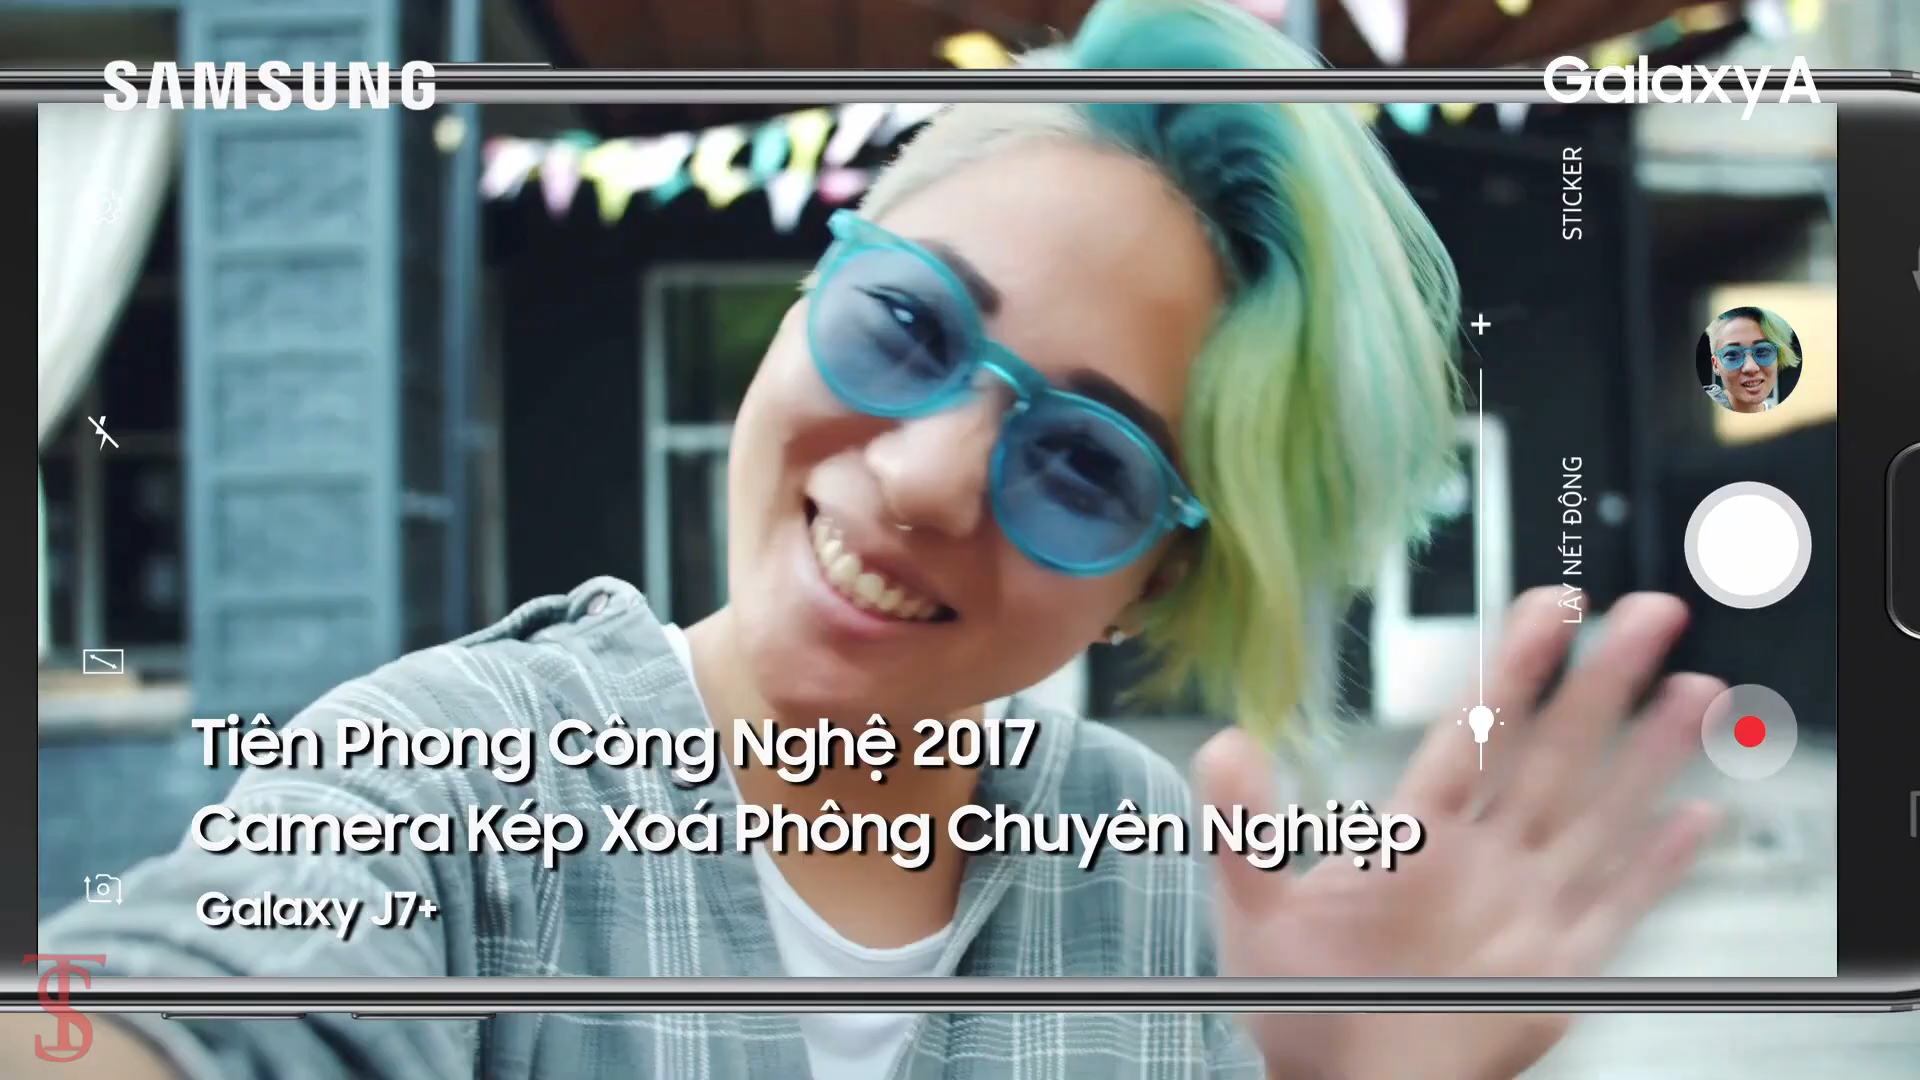 SAMSUNG
Galaxy A
STICKER
LẤY NÉT ĐỘNG
Tiên Phong Công Nghệ 2017
Camera Kép Xoá Phông Chuyên Nghiệp
Galaxy J7+